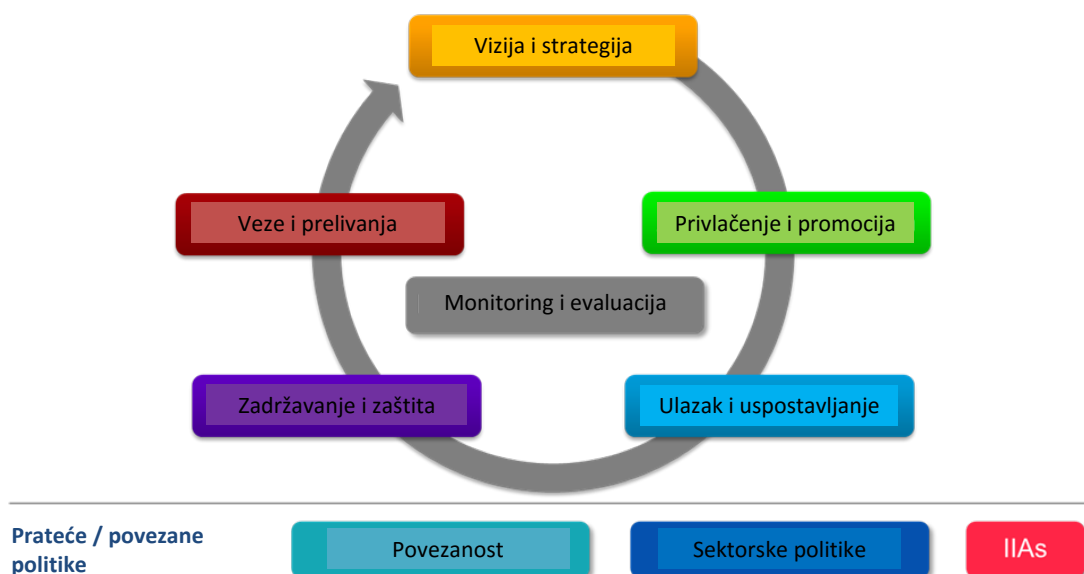 Vizija i strategija
Veze i prelivanja
Privlačenje i promocija
Monitoring i evaluacija
Zadržavanje i zaštita
Ulazak i uspostavljanje
Prateće / povezane
politike
Povezanost
Sektorske politike
IIAs